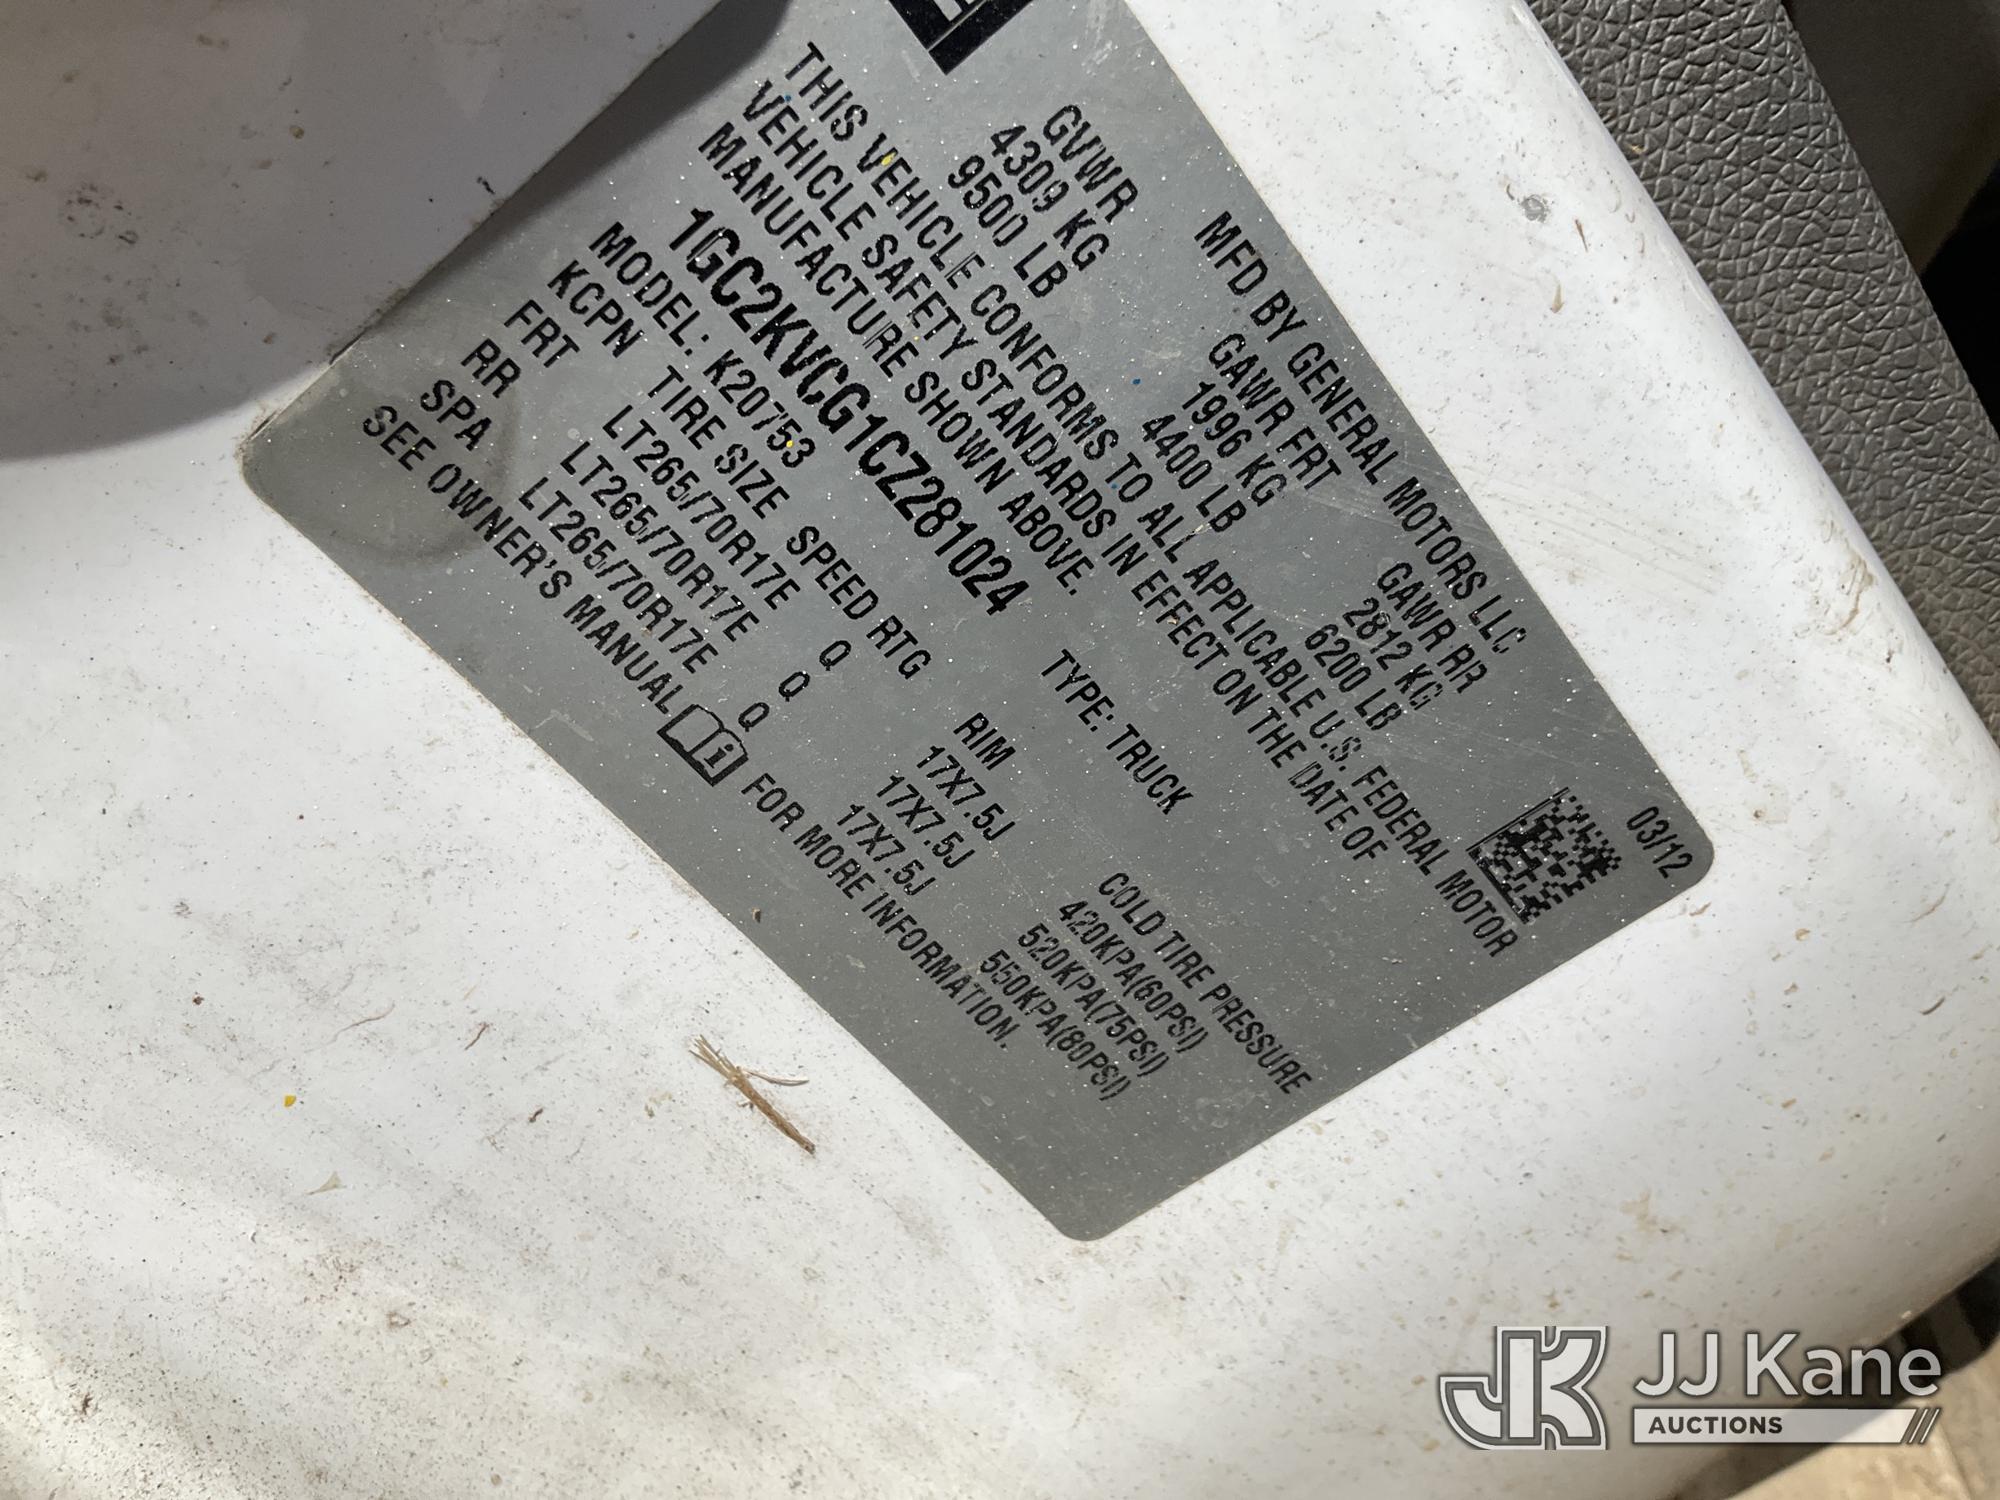 MFD BY GENERAL MOTORS LLC 03/12
GVWR GAWR FRT GAWR RR
4309 KG 1996 KG 2812 KG
9500 LB 4400 LB 6200 LB
THIS VEHICLE CONFORMS TO ALL APPLICABLE U.S. FEDERAL MOTOR
VEHICLE SAFETY STANDARDS IN EFFECT ON THE DATE OF
MANUFACTURE SHOWN ABOVE.
1GC2KVCG1CZ281024 TYPE: TRUCK
MODEL: K20753
KCPN TIRE SIZE SPEED RTG RIM COLD TIRE PRESSURE
FRT LT265/70R17E Q 17X7.5J 420KPA(60PSI)
RR LT265/70R17E Q 17X7.5J 520KPA(75PSI)
SPA LT265/70R17E Q 17X7.5J 550KPA(80PSI)
SEE OWNER'S MANUAL i FOR MORE INFORMATION.
JK JJ Kane
AUCTIONS